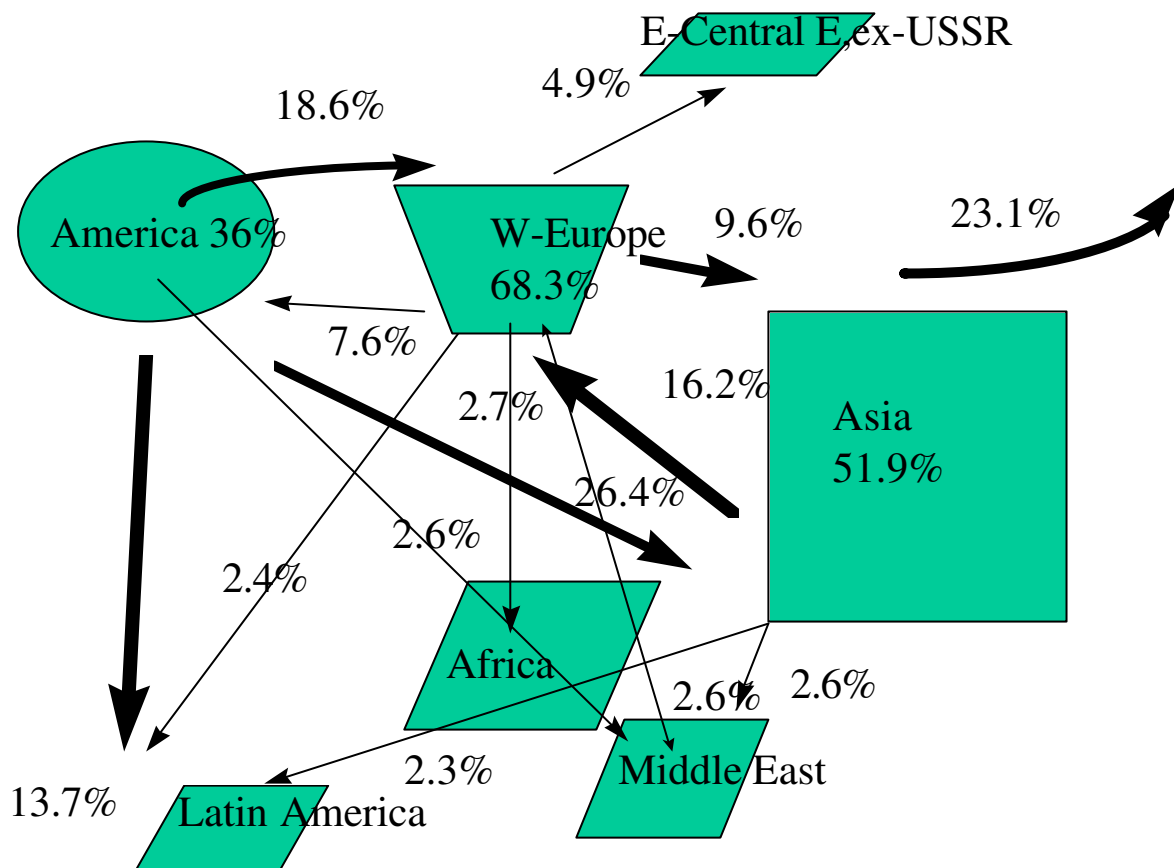 E-Central E,ex-USSR
4.9%
18.6%
America 36%
W-Europe
68.3%
9.6%
23.1%
7.6%
2.7%
16.2%
Asia
51.9%
26.4%
2.6%
2.4%
Africa
2.6%
2.6%
2.3%
Middle East
13.7%
Latin America